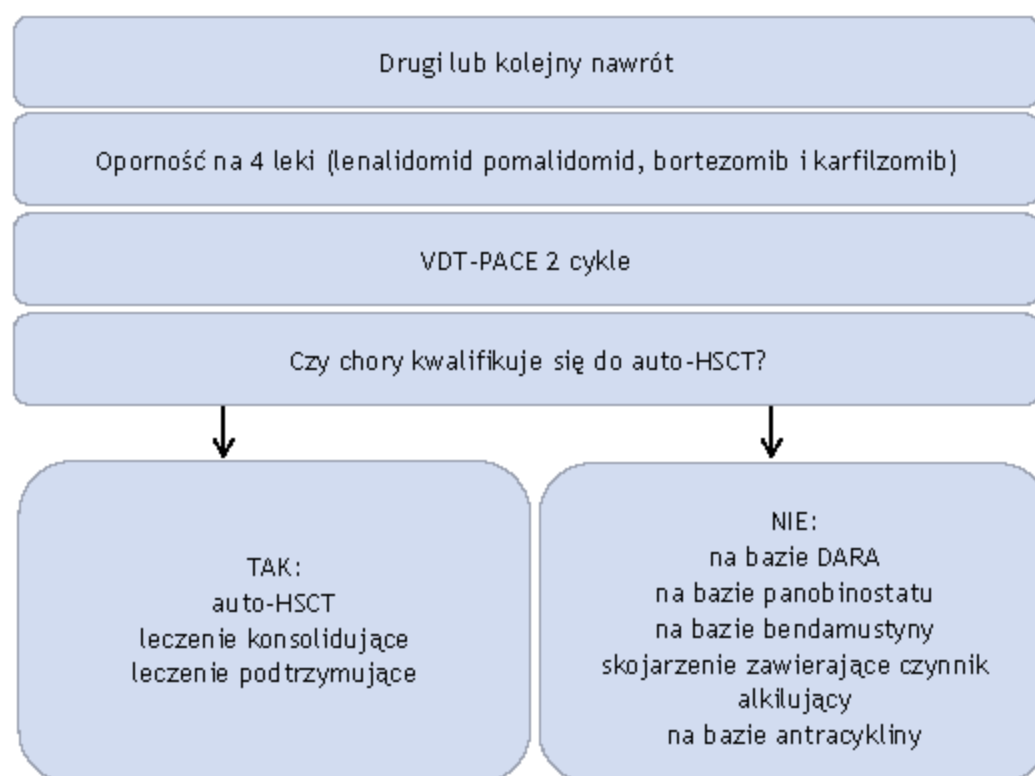 Drugi lub kolejny nawrót
Oporność na 4 leki (lenalidomid pomalidomid, bortezomib i karfilzomib)
VDT-PACE 2 cykle
Czy chory kwalifikuje się do auto-HSCT?
TAK:
auto-HSCT
leczenie konsolidujące
leczenie podtrzymujące
NIE:
na bazie DARA
na bazie panobinostatu
na bazie bendamustyny
skojarzenie zawierające czynnik
alkilujący
na bazie antracykliny